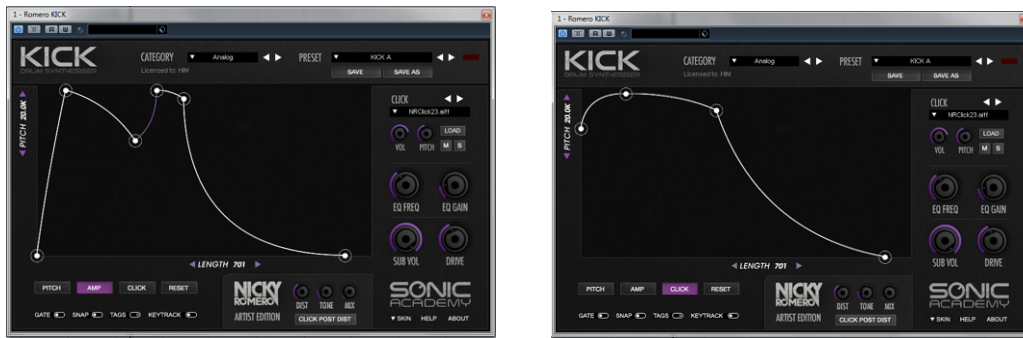 1 - Romero KICK
R W
KICK
DRUM SYNTHESISER
CATEGORY Analog
PRESET KICK A
Licensed to: HIM
SAVE SAVE AS
PITCH 20.0K
CLICK
NRClick23.aiff
VOL PITCH
LOAD
M S
EQ FREQ EQ GAIN
SUB VOL DRIVE
LENGTH 701
PITCH AMP CLICK RESET
GATE SNAP TAGS KEYTRACK
NICKY
ROMERO
ARTIST EDITION
DIST TONE MIX
CLICK POST DIST
SONIC
ACADEMY
SKIN HELP ABOUT
1 - Romero KICK
R W
KICK
DRUM SYNTHESISER
CATEGORY Analog
PRESET KICK A
Licensed to: HIM
SAVE SAVE AS
PITCH 20.0K
CLICK
NRClick23.aiff
VOL PITCH
LOAD
M S
EQ FREQ EQ GAIN
SUB VOL DRIVE
LENGTH 701
PITCH AMP CLICK RESET
GATE SNAP TAGS KEYTRACK
NICKY
ROMERO
ARTIST EDITION
DIST TONE MIX
CLICK POST DIST
SONIC
ACADEMY
SKIN HELP ABOUT